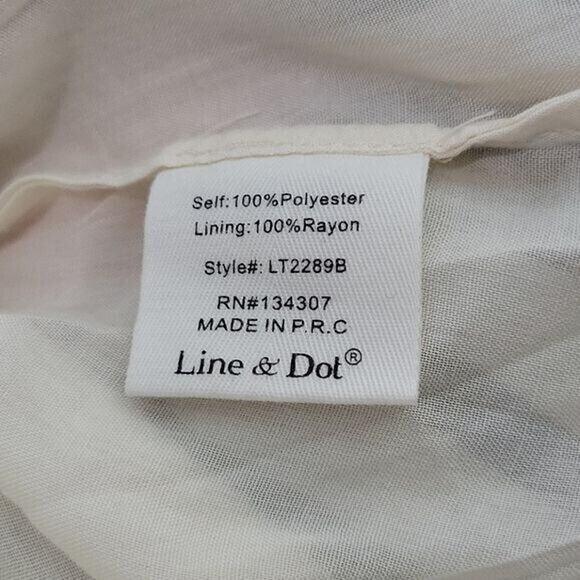 Self:100%Polyester
Lining:100%Rayon
Style#: LT2289B
RN#134307
MADE IN P.R.C
Line & Dot®